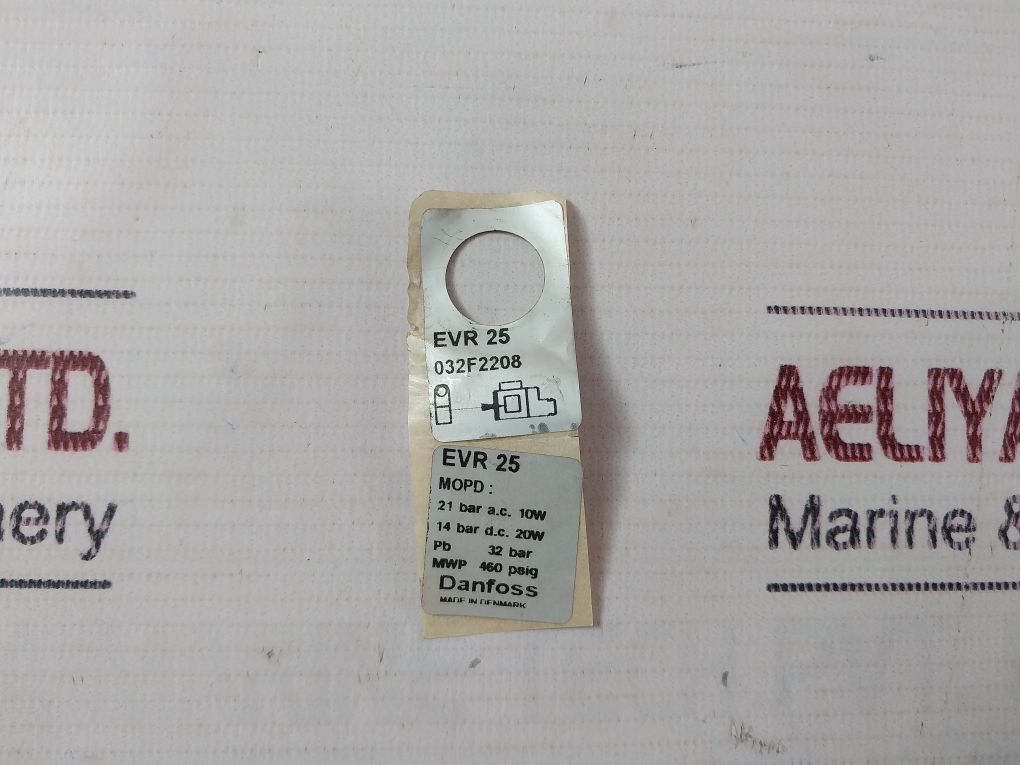 EVR 25
032F2208
EVR 25
MOPD :
21 bar a.c. 10W
14 bar d.c. 20W
Pb 32 bar
MWP 460 psig
Danfoss
MADE IN DENMARK
TD.
AELIYA
Marine &